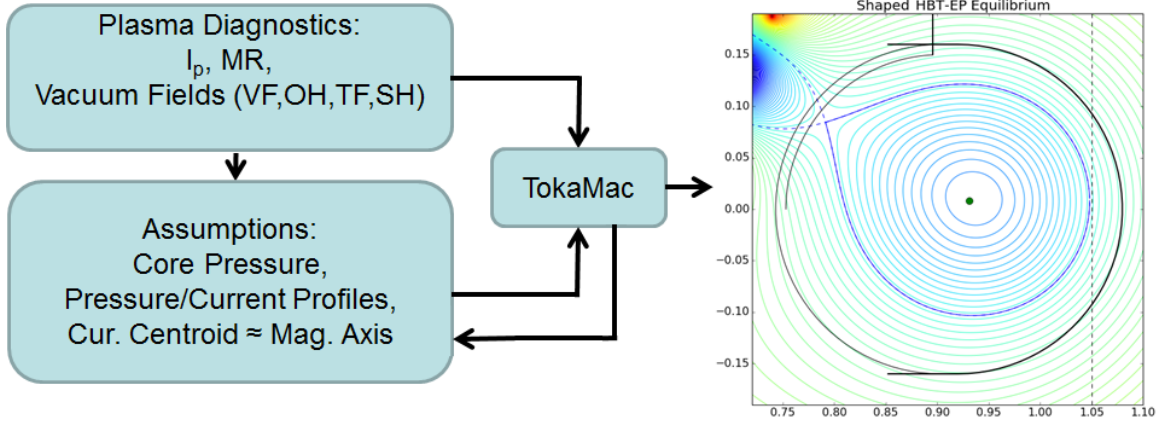 Plasma Diagnostics:
Ip, MR,
Vacuum Fields (VF,OH,TF,SH)
Assumptions:
Core Pressure,
Pressure/Current Profiles,
Cur. Centroid ≈ Mag. Axis
TokaMac
Shaped HBT-EP Equilibrium
0.15
0.10
0.05
0.00
−0.05
−0.10
−0.15
0.75 0.80 0.85 0.90 0.95 1.00 1.05 1.10